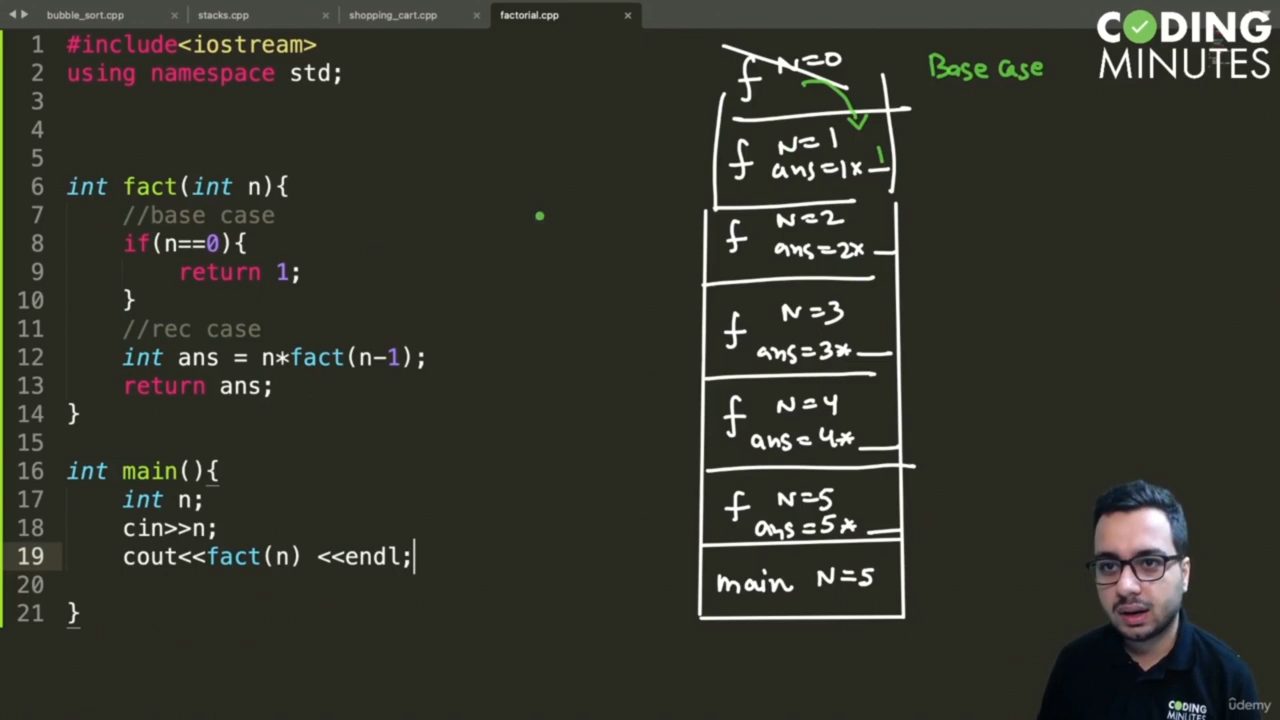 bubble_sort.cpp
stacks.cpp
shopping_cart.cpp
factorial.cpp
CODING
MINUTES
1 #include<iostream>
2 using namespace std;
3
4
5
6 int fact(int n){
7 //base case
8 if(n==0){
9 return 1;
10 }
11 //rec case
12 int ans = n*fact(n-1);
13 return ans;
14 }
15
16 int main(){
17 int n;
18 cin>>n;
19 cout<<fact(n) <<endl;
20
21 }
f N=0
Base case
f N=1
ans=1x 1
f N=2
ans=2x
f N=3
ans=3*
f N=4
ans=4*
f N=5
ans=5*
main N=5
CODING
MINUTES
ûdemy